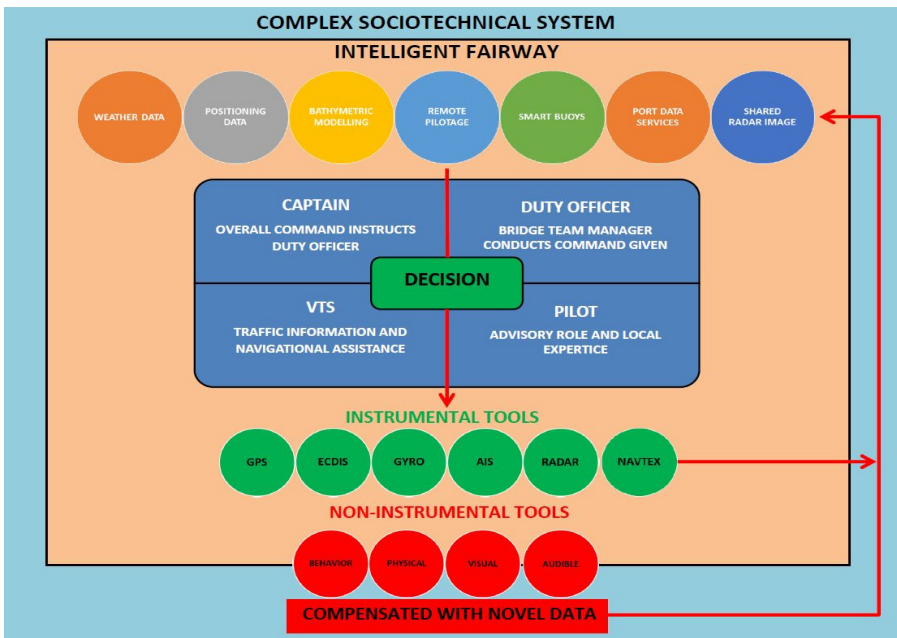 COMPLEX SOCIOTECHNICAL SYSTEM
INTELLIGENT FAIRWAY
WEATHER DATA
POSITIONING
DATA
BATHYMETRIC
MODELLING
REMOTE
PILOTAGE
SMART BUOYS
PORT DATA
SERVICES
SHARED
RADAR IMAGE
CAPTAIN
OVERALL COMMAND INSTRUCTS
DUTY OFFICER
DUTY OFFICER
BRIDGE TEAM MANAGER
CONDUCTS COMMAND GIVEN
DECISION
VTS
TRAFFIC INFORMATION AND
NAVIGATIONAL ASSISTANCE
PILOT
ADVISORY ROLE AND LOCAL
EXPERTICE
INSTRUMENTAL TOOLS
GPS
ECDIS
GYRO
AIS
RADAR
NAVTEX
NON-INSTRUMENTAL TOOLS
BEHAVIOR
PHYSICAL
VISUAL
AUDIBLE
COMPENSATED WITH NOVEL DATA